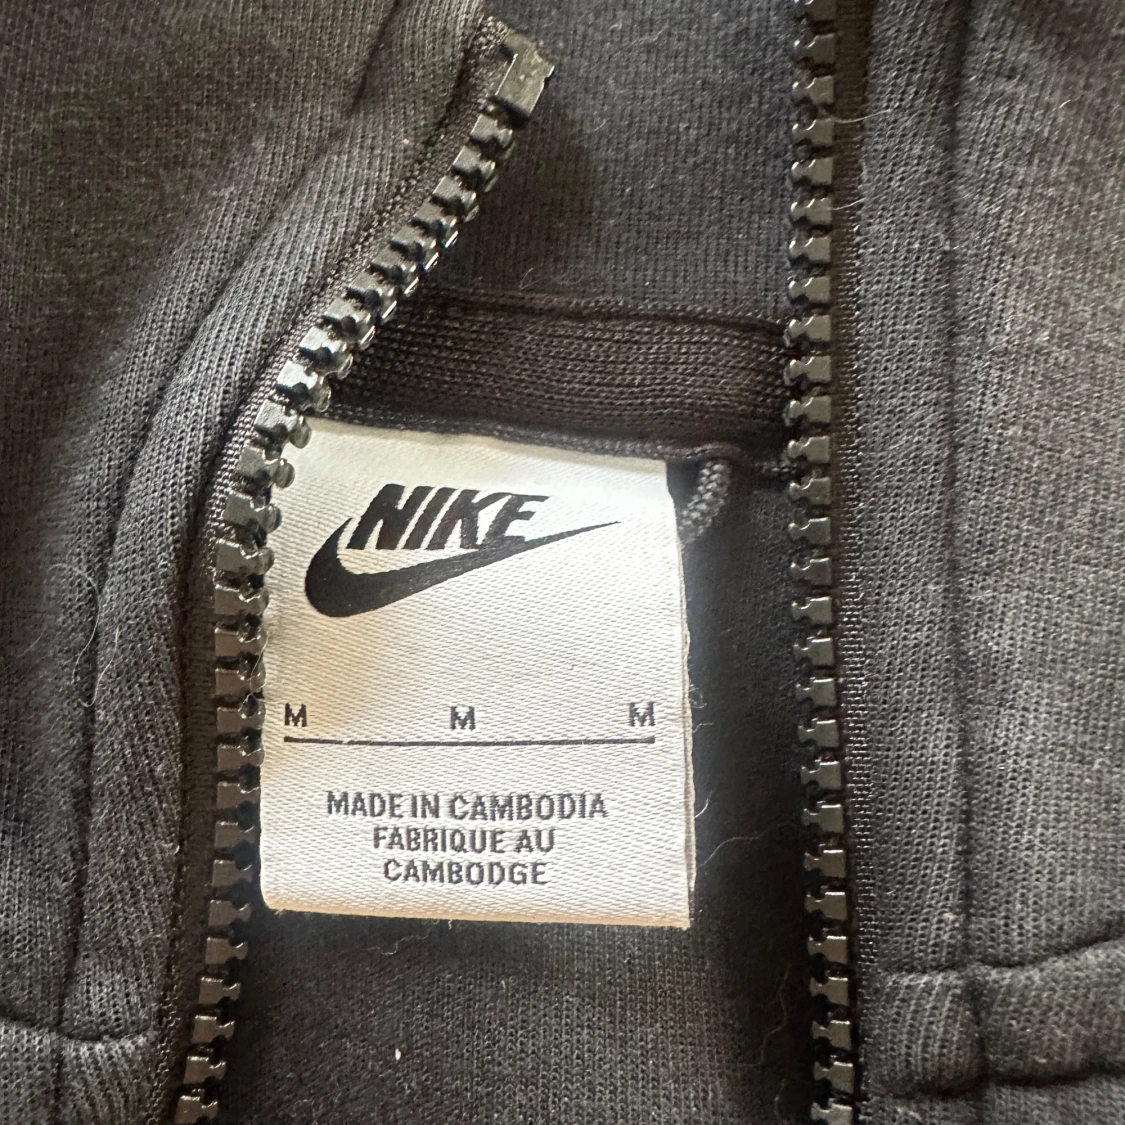 NIKE
M M M
MADE IN CAMBODIA
FABRIQUE AU
CAMBODGE